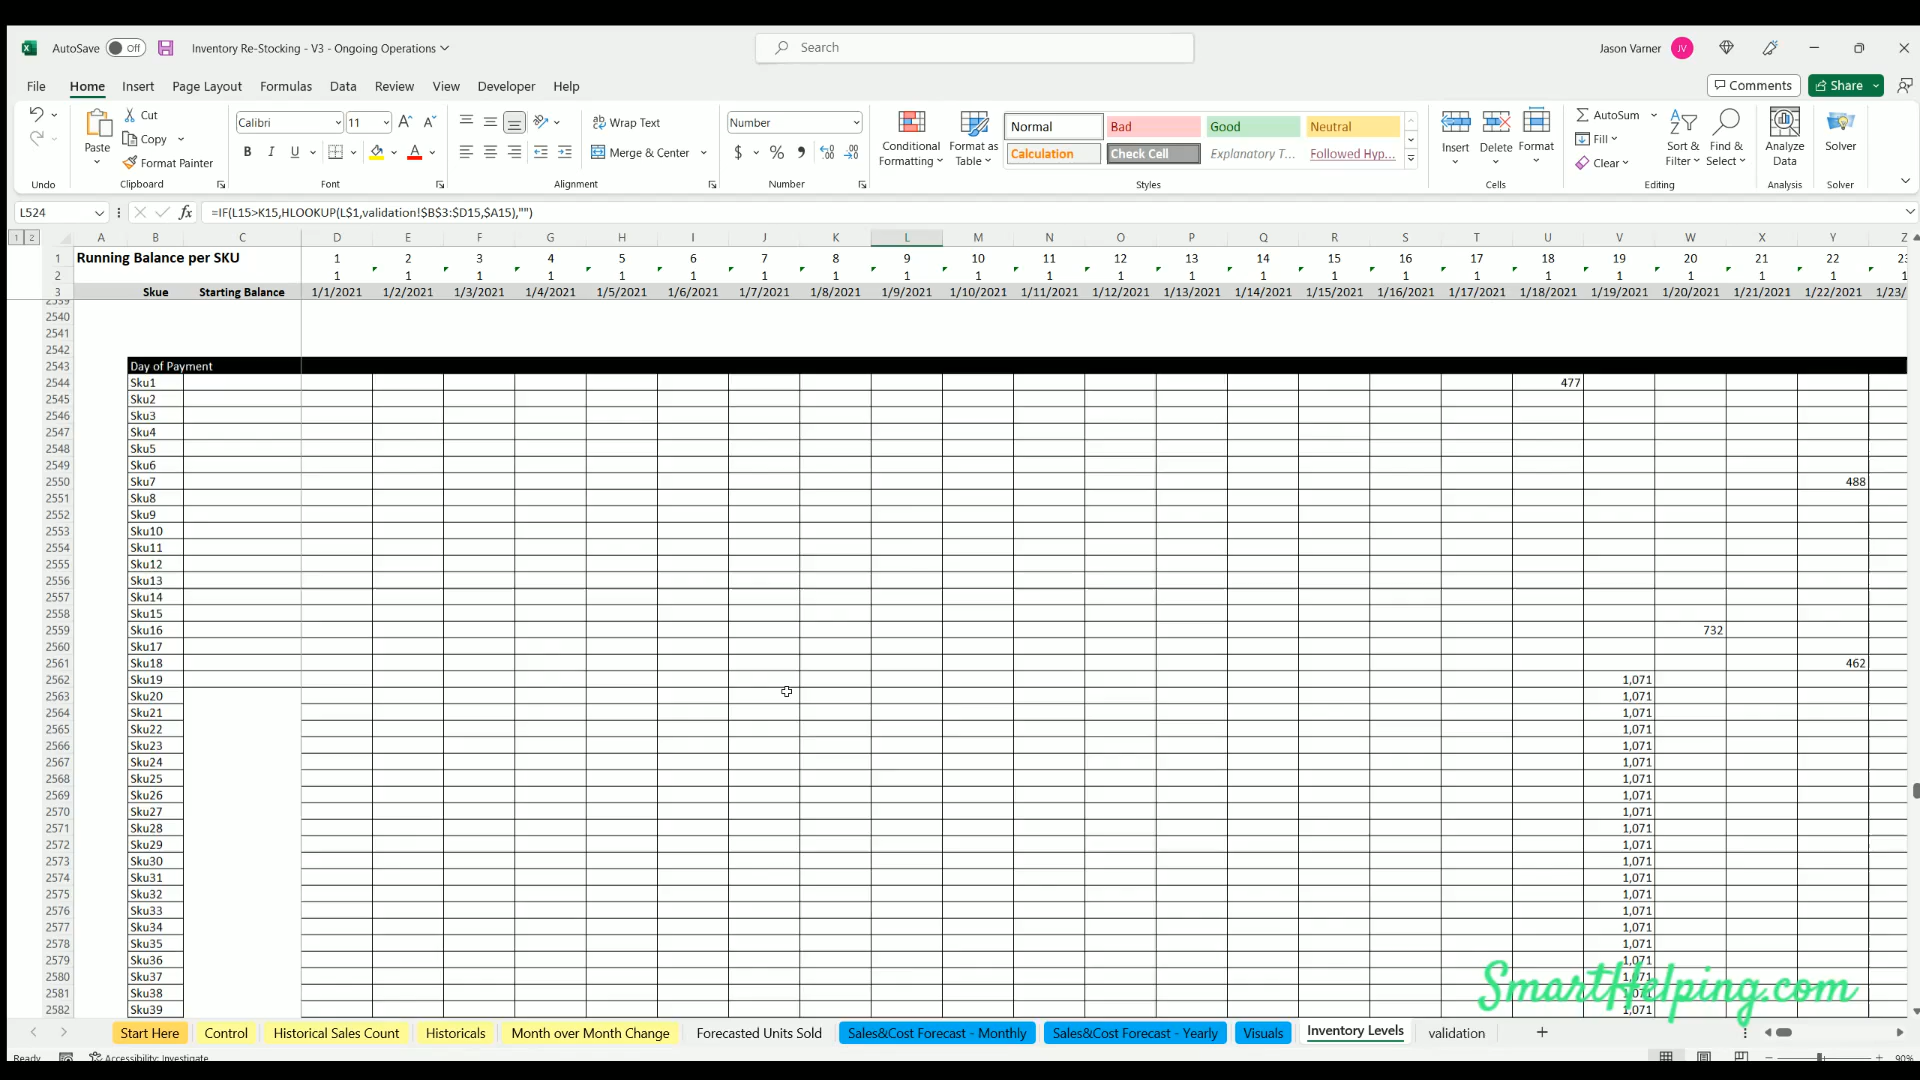 AutoSave Off Inventory Re-Stocking - V3 - Ongoing Operations Search Jason Varner JV
File Home Insert Page Layout Formulas Data Review View Developer Help Comments Share
Cut Calibri 11 Wrap Text Number Normal Bad Good Neutral AutoSum
Paste Copy Conditional Format as Insert Delete Format Fill Sort & Find & Analyze Solver
Format Painter B I U Merge & Center $ % Formatting Table Calculation Check Cell Explanatory T... Followed Hyp... Clear Filter Select Data
Undo Clipboard Font Alignment Number Styles Cells Editing Analysis Solver
L524 fx =IF(L15>K15,HLOOKUP(L$1,validation!$B$3:$D15,$A15),"")
1 2 A B C D E F G H I J K L M N O P Q R S T U V W X Y Z
1 Running Balance per SKU 1 2 3 4 5 6 7 8 9 10 11 12 13 14 15 16 17 18 19 20 21 22 23
2 1 1 1 1 1 1 1 1 1 1 1 1 1 1 1 1 1 1 1 1 1 1
3 Skue Starting Balance 1/1/2021 1/2/2021 1/3/2021 1/4/2021 1/5/2021 1/6/2021 1/7/2021 1/8/2021 1/9/2021 1/10/2021 1/11/2021 1/12/2021 1/13/2021 1/14/2021 1/15/2021 1/16/2021 1/17/2021 1/18/2021 1/19/2021 1/20/2021 1/21/2021 1/22/2021 1/23/
2540
2541
2542
2543 Day of Payment
2544 Sku1 477
2545 Sku2
2546 Sku3
2547 Sku4
2548 Sku5
2549 Sku6
2550 Sku7 488
2551 Sku8
2552 Sku9
2553 Sku10
2554 Sku11
2555 Sku12
2556 Sku13
2557 Sku14
2558 Sku15
2559 Sku16 732
2560 Sku17
2561 Sku18 462
2562 Sku19 1,071
2563 Sku20 1,071
2564 Sku21 1,071
2565 Sku22 1,071
2566 Sku23 1,071
2567 Sku24 1,071
2568 Sku25 1,071
2569 Sku26 1,071
2570 Sku27 1,071
2571 Sku28 1,071
2572 Sku29 1,071
2573 Sku30 1,071
2574 Sku31 1,071
2575 Sku32 1,071
2576 Sku33 1,071
2577 Sku34 1,071
2578 Sku35 1,071
2579 Sku36 1,071
2580 Sku37 1,071
2581 Sku38
2582 Sku39 1,071
SmartHelping.com
Start Here Control Historical Sales Count Historicals Month over Month Change Forecasted Units Sold Sales&Cost Forecast - Monthly Sales&Cost Forecast - Yearly Visuals Inventory Levels validation
Ready Accessibility: Investigate 90%